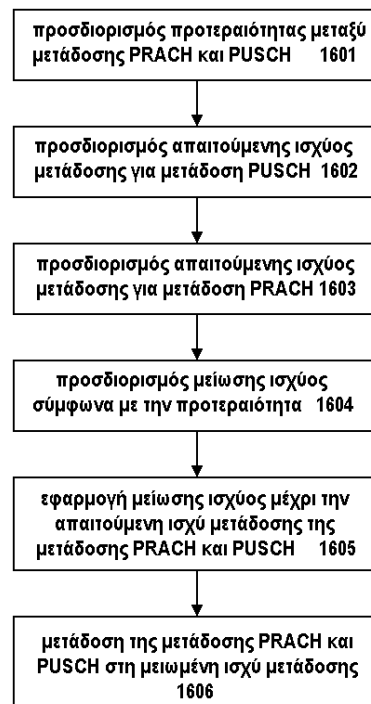 προσδιορισμός προτεραιότητας μεταξύ
μετάδοσης PRACH και PUSCH 1601
προσδιορισμός απαιτούμενης ισχύος
μετάδοσης για μετάδοση PUSCH 1602
προσδιορισμός απαιτούμενης ισχύος
μετάδοσης για μετάδοση PRACH 1603
προσδιορισμός μείωσης ισχύος
σύμφωνα με την προτεραιότητα 1604
εφαρμογή μείωσης ισχύος μέχρι την
απαιτούμενη ισχύ μετάδοσης της
μετάδοσης PRACH και PUSCH 1605
μετάδοση της μετάδοσης PRACH και
PUSCH στη μειωμένη ισχύ μετάδοσης
1606